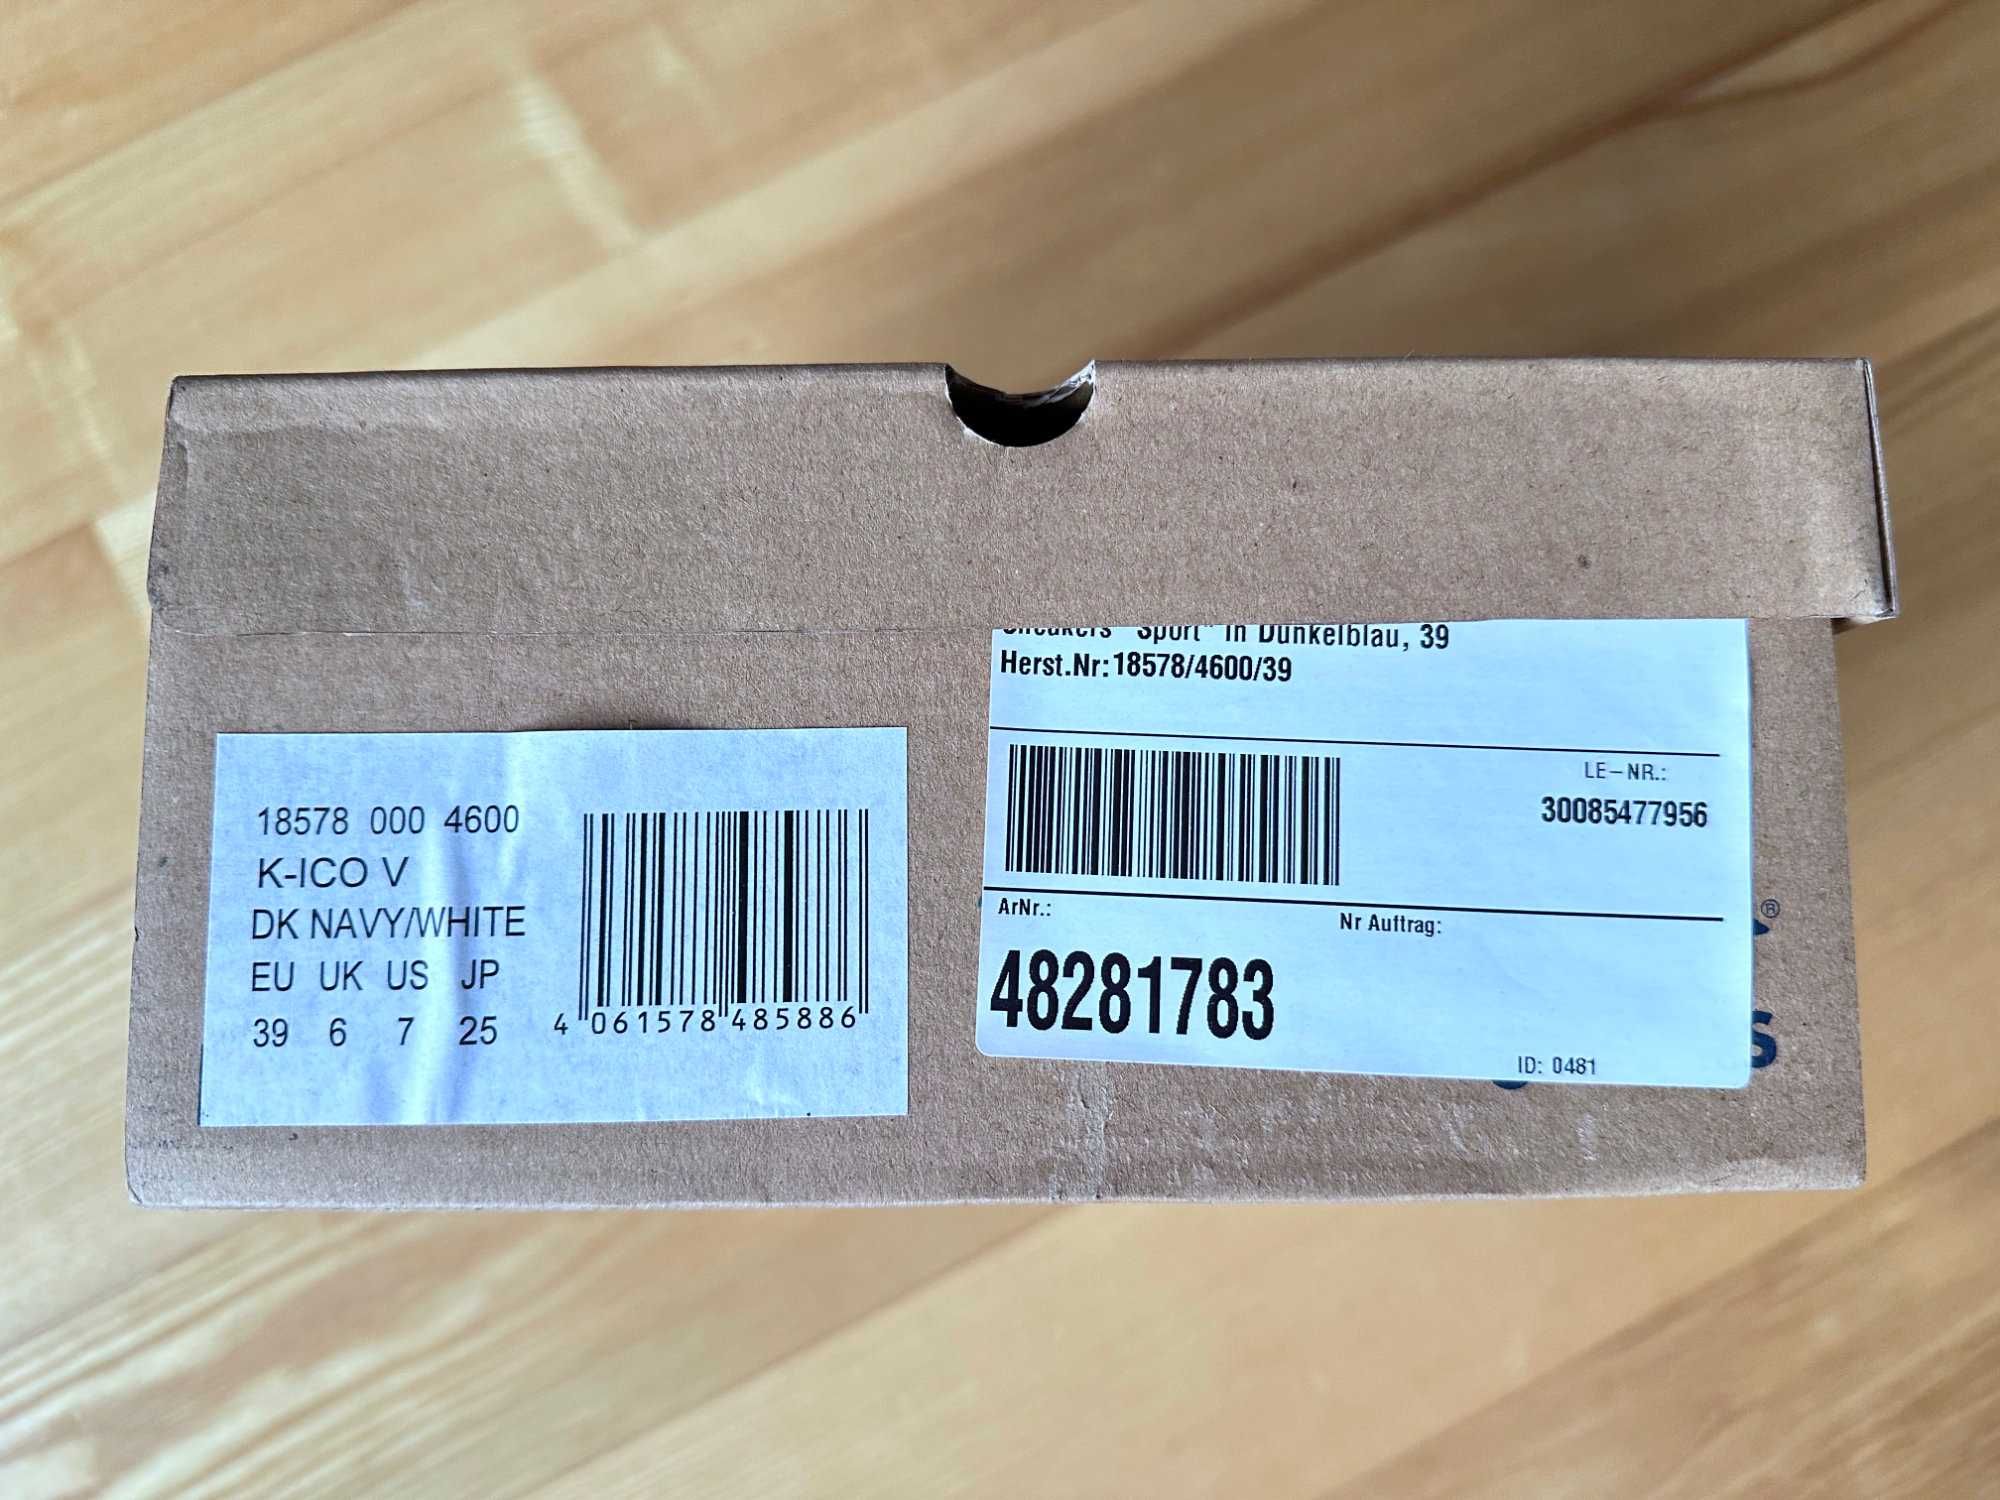 Sneakers "Sport" in Dunkelblau, 39
Herst.Nr:18578/4600/39
LE-NR.:
30085477956
ArNr.:
Nr Auftrag:
48281783
ID: 0481
18578 000 4600
K-ICO V
DK NAVY/WHITE
EU UK US JP
39 6 7 25
4 061578 485886
®